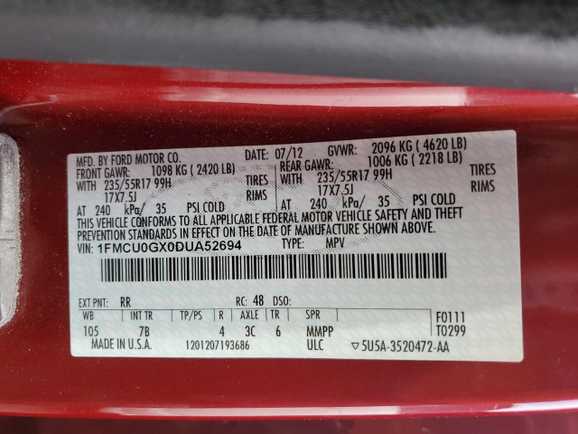 MFD. BY FORD MOTOR CO. DATE: 07/12 GVWR: 2096 KG ( 4620 LB)
FRONT GAWR: 1098 KG ( 2420 LB) REAR GAWR: 1006 KG ( 2218 LB)
WITH 235/55R17 99H TIRES WITH 235/55R17 99H TIRES
17X7.5J RIMS 17X7.5J RIMS
AT 240 kPa/ 35 PSI COLD AT 240 kPa/ 35 PSI COLD
THIS VEHICLE CONFORMS TO ALL APPLICABLE FEDERAL MOTOR VEHICLE SAFETY AND THEFT
PREVENTION STANDARDS IN EFFECT ON THE DATE OF MANUFACTURE SHOWN ABOVE.
VIN: 1FMCU0GX0DUA52694 TYPE: MPV
EXT PNT: RR RC: 48 DSO:
WB INT TR TP/PS R AXLE TR SPR F0111
105 7B 4 3C 6 MMPP T0299
MADE IN U.S.A. 1201207193686 ULC ▽5U5A-3520472-AA